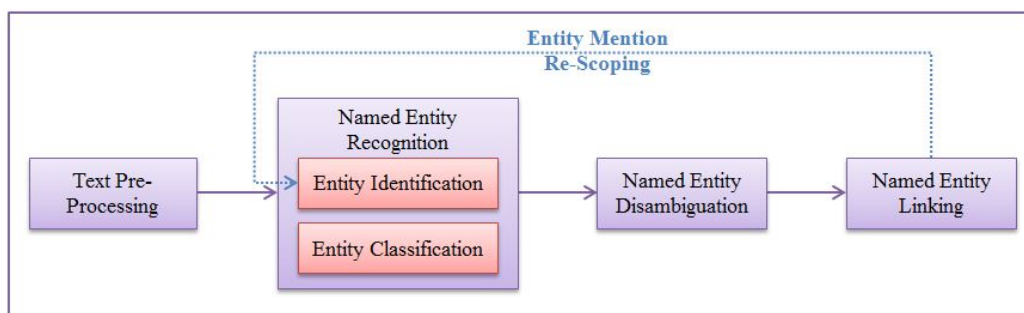 Entity Mention
Re-Scoping
Named Entity
Recognition
Text Pre-
Processing
Entity Identification
Entity Classification
Named Entity
Disambiguation
Named Entity
Linking